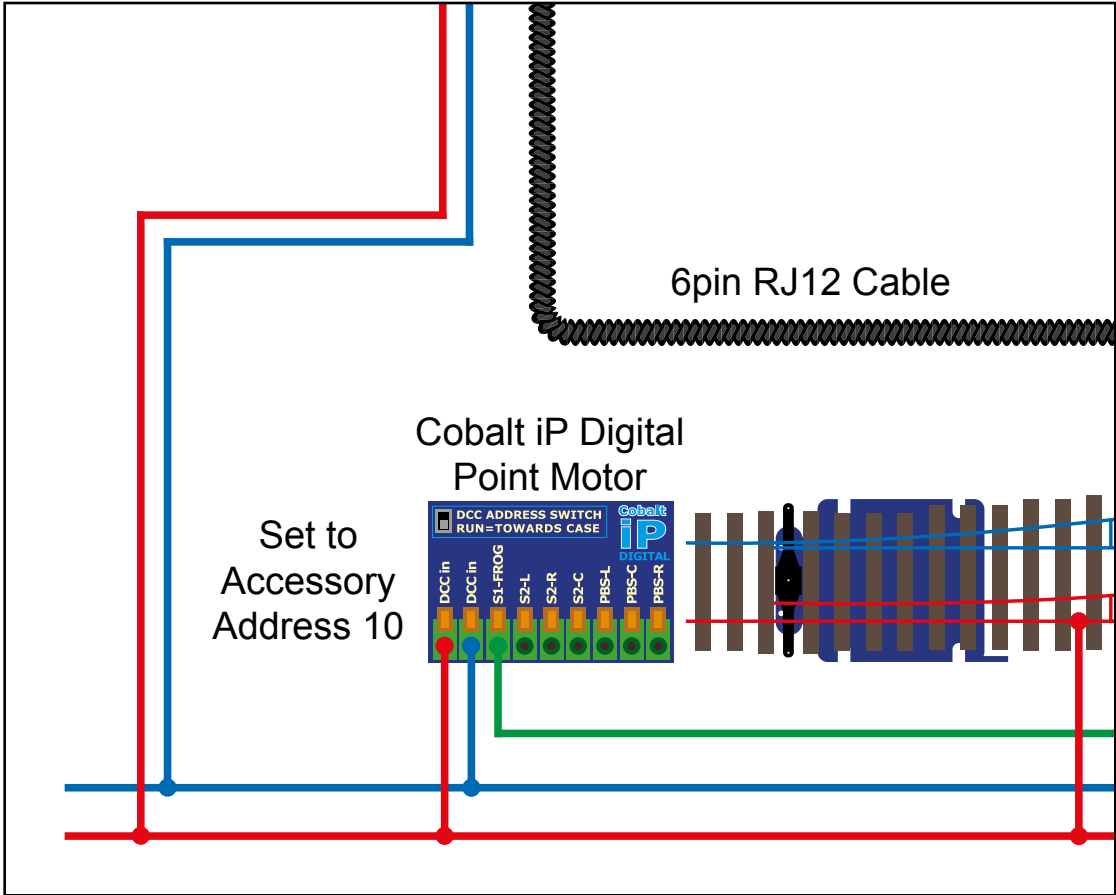 6pin RJ12 Cable
Cobalt iP Digital
Point Motor
Set to
Accessory
Address 10
DCC ADDRESS SWITCH
RUN=TOWARDS CASE
Cobalt
iP
DIGITAL
DCC in
DCC in
S1-FROG
S2-L
S2-R
S2-C
PBS-L
PBS-C
PBS-R